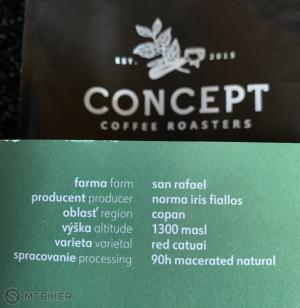 EST. 2015
CONCEPT
COFFEE ROASTERS
farma farm san rafael
producent producer norma iris fiallos
oblasť region copan
výška altitude 1300 masl
varieta varietal red catuai
spracovanie processing 90h macerated natural
MTBIKER